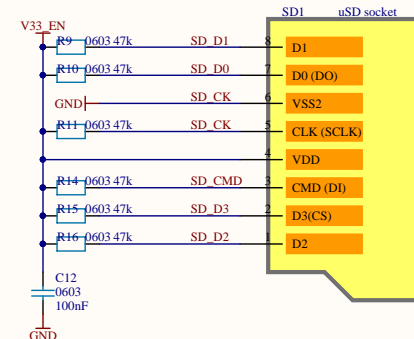 SD1 uSD socket
V33_EN
R9 0603 47k SD_D1 8 D1
R10 0603 47k SD_D0 7 D0 (DO)
GND SD_CK 6 VSS2
R11 0603 47k SD_CK 5 CLK (SCLK)
4 VDD
R14 0603 47k SD_CMD 3 CMD (DI)
R15 0603 47k SD_D3 2 D3(CS)
R16 0603 47k SD_D2 1 D2
C12
0603
100nF
GND